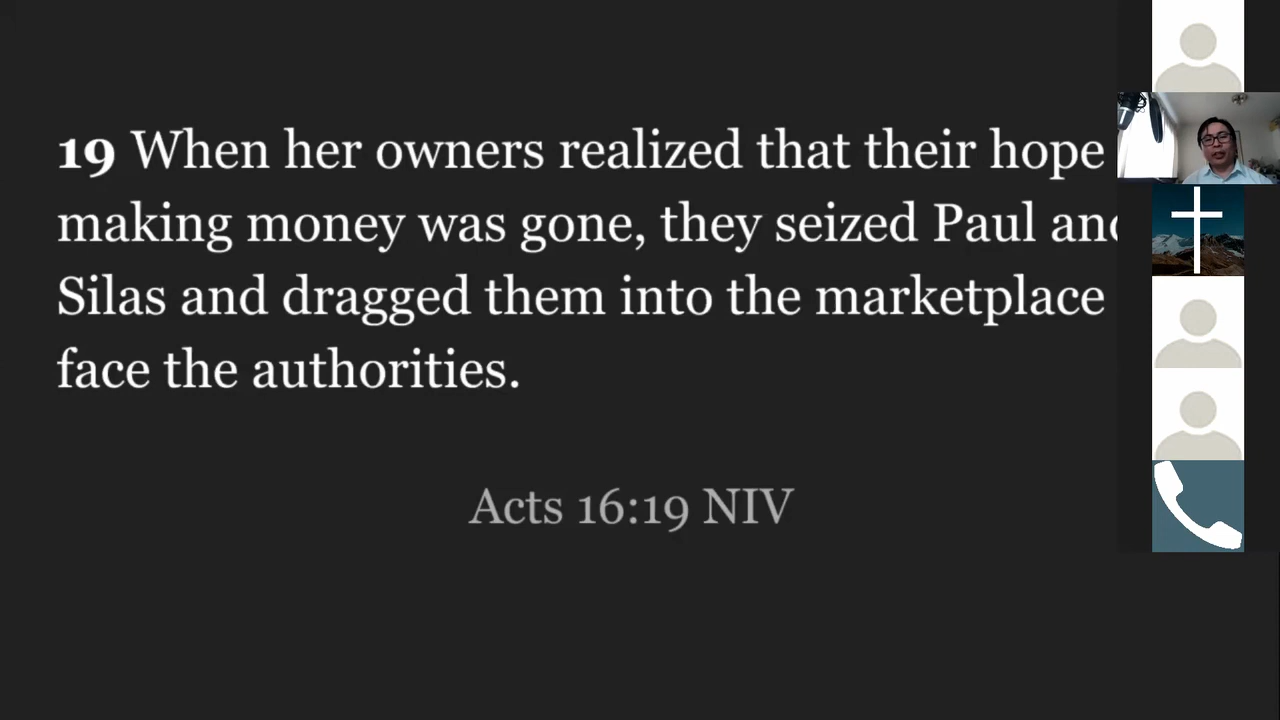 19 When her owners realized that their hope
making money was gone, they seized Paul and
Silas and dragged them into the marketplace
face the authorities.
Acts 16:19 NIV